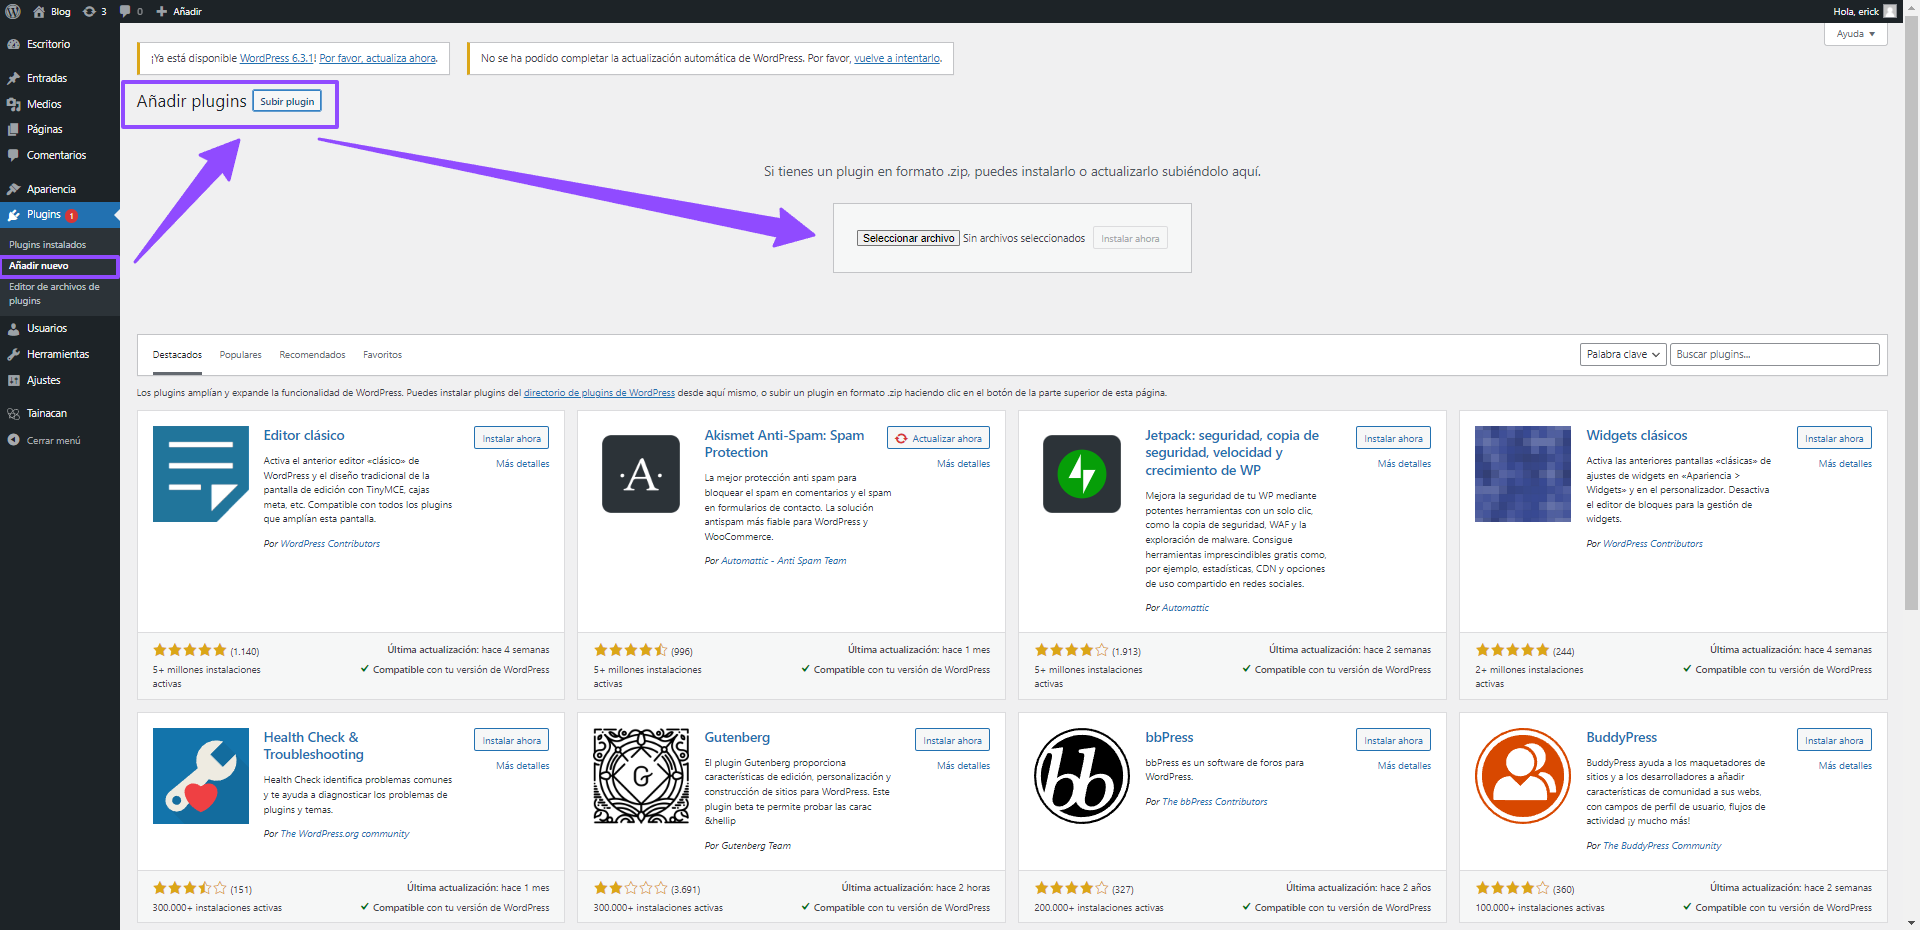 Blog
3
0
Añadir
Hola, erick
Ayuda
Escritorio
Entradas
Medios
Páginas
Comentarios
Apariencia
Plugins 1
Plugins instalados
Añadir nuevo
Editor de archivos de
plugins
Usuarios
Herramientas
Ajustes
Tainacan
Cerrar menú
¡Ya está disponible WordPress 6.3.1! Por favor, actualiza ahora.
No se ha podido completar la actualización automática de WordPress. Por favor, vuelve a intentarlo.
Añadir plugins
Subir plugin
Si tienes un plugin en formato .zip, puedes instalarlo o actualizarlo subiéndolo aquí.
Seleccionar archivo Sin archivos seleccionados
Instalar ahora
Destacados
Populares
Recomendados
Favoritos
Palabra clave
Buscar plugins...
Los plugins amplían y expande la funcionalidad de WordPress. Puedes instalar plugins del directorio de plugins de WordPress desde aquí mismo, o subir un plugin en formato .zip haciendo clic en el botón de la parte superior de esta página.
Editor clásico
Instalar ahora
Más detalles
Activa el anterior editor «clásico» de
WordPress y el diseño tradicional de la
pantalla de edición con TinyMCE, cajas
meta, etc. Compatible con todos los plugins
que amplían esta pantalla.
Por WordPress Contributors
(1.140)
5+ millones instalaciones
activas
Última actualización: hace 4 semanas
Compatible con tu versión de WordPress
·A·
Akismet Anti-Spam: Spam
Protection
Actualizar ahora
Más detalles
La mejor protección anti spam para
bloquear el spam en comentarios y el spam
en formularios de contacto. La solución
antispam más fiable para WordPress y
WooCommerce.
Por Automattic - Anti Spam Team
(996)
5+ millones instalaciones
activas
Última actualización: hace 1 mes
Compatible con tu versión de WordPress
Jetpack: seguridad, copia de
seguridad, velocidad y
crecimiento de WP
Instalar ahora
Más detalles
Mejora la seguridad de tu WP mediante
potentes herramientas con un solo clic,
como la copia de seguridad, WAF y la
exploración de malware. Consigue
herramientas imprescindibles gratis como,
por ejemplo, estadísticas, CDN y opciones
de uso compartido en redes sociales.
Por Automattic
(1.913)
5+ millones instalaciones
activas
Última actualización: hace 2 semanas
Compatible con tu versión de WordPress
Widgets clásicos
Instalar ahora
Más detalles
Activa las anteriores pantallas «clásicas» de
ajustes de widgets en «Apariencia >
Widgets» y en el personalizador. Desactiva
el editor de bloques para la gestión de
widgets.
Por WordPress Contributors
(244)
2+ millones instalaciones
activas
Última actualización: hace 4 semanas
Compatible con tu versión de WordPress
Health Check &
Troubleshooting
Instalar ahora
Más detalles
Health Check identifica problemas comunes
y te ayuda a diagnosticar los problemas de
plugins y temas.
Por The WordPress.org community
(151)
300.000+ instalaciones activas
Última actualización: hace 1 mes
Compatible con tu versión de WordPress
G
Gutenberg
Instalar ahora
Más detalles
El plugin Gutenberg proporciona
características de edición, personalización y
construcción de sitios para WordPress. Este
plugin beta te permite probar las carac
&hellip
Por Gutenberg Team
(3.691)
300.000+ instalaciones activas
Última actualización: hace 2 horas
Compatible con tu versión de WordPress
bb
bbPress
Instalar ahora
Más detalles
bbPress es un software de foros para
WordPress.
Por The bbPress Contributors
(327)
200.000+ instalaciones activas
Última actualización: hace 2 años
Compatible con tu versión de WordPress
BuddyPress
Instalar ahora
Más detalles
BuddyPress ayuda a los maquetadores de
sitios y a los desarrolladores a añadir
características de comunidad a sus webs,
con campos de perfil de usuario, flujos de
actividad ¡y mucho más!
Por The BuddyPress Community
(360)
100.000+ instalaciones activas
Última actualización: hace 2 semanas
Compatible con tu versión de WordPress